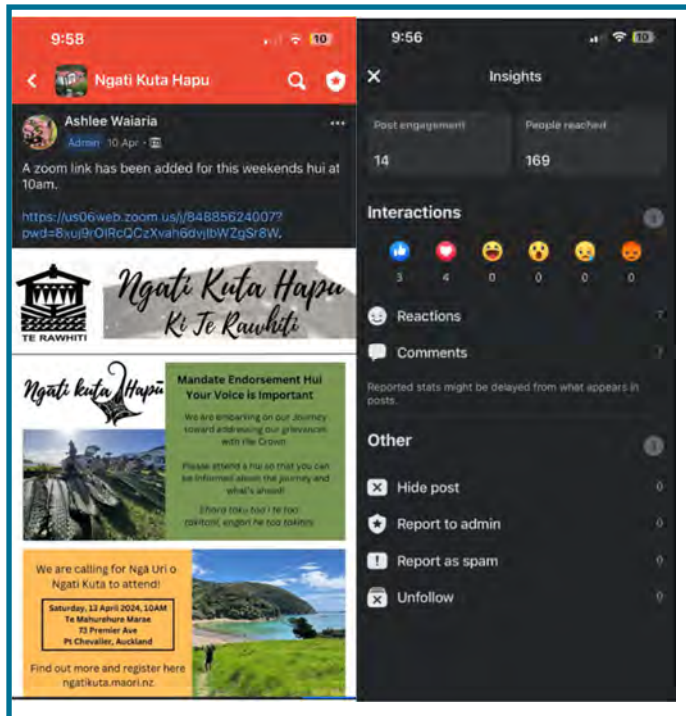 9:58
10
Ngati Kuta Hapu
Ashlee Waiaria
Admin 10 Apr
A zoom link has been added for this weekends hui at
10am.
https://us06web.zoom.us/j/84885624007?
TE RAWHITI
Ngati Kuta Hapu
Ki Te Rawhiti
Ngāti kuta Hapū
Mandate Endorsement Hui
Your Voice is Important
We are embarking on our Journey
toward addressing our grievances
with the Crown
Please attend a hui so that you can
be informed about the journey and
what's ahead!
Ehara taku toa i te toa
takitahi, engari he toa takitini
We are calling for Ngā Uri o
Ngati Kuta to attend!
Saturday, 13 April 2024, 10AM
Te Mahurehure Marae
73 Premier Ave
Pt Chevalier, Auckland
Find out more and register here
ngatikuta.maori.nz
9:56
10
Insights
Post engagement
14
People reached
169
Interactions
3 4 0 0 0 0
Reactions 7
Comments 7
Reported stats might be delayed from what appears in
posts.
Other
Hide post 0
Report to admin 0
Report as spam 0
Unfollow 0